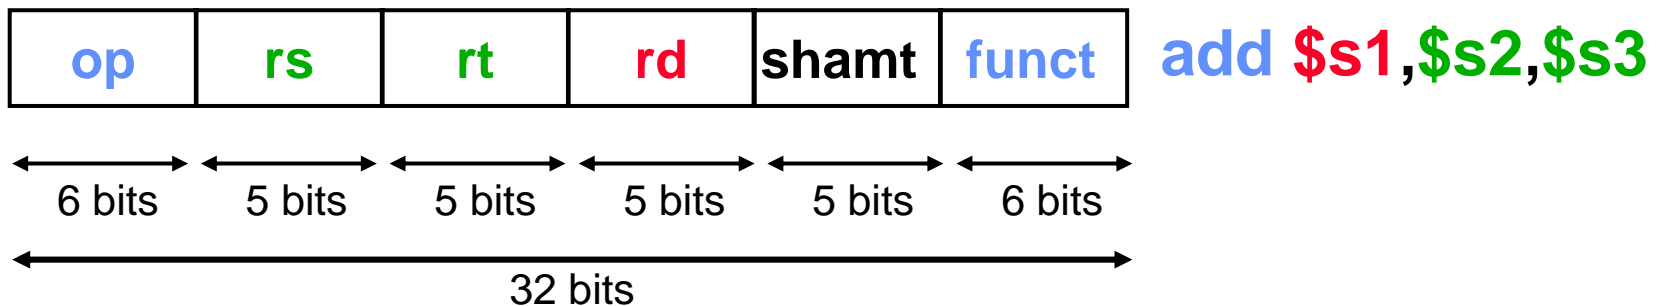 op rs rt rd shamt funct add $s1,$s2,$s3
6 bits 5 bits 5 bits 5 bits 5 bits 6 bits
32 bits